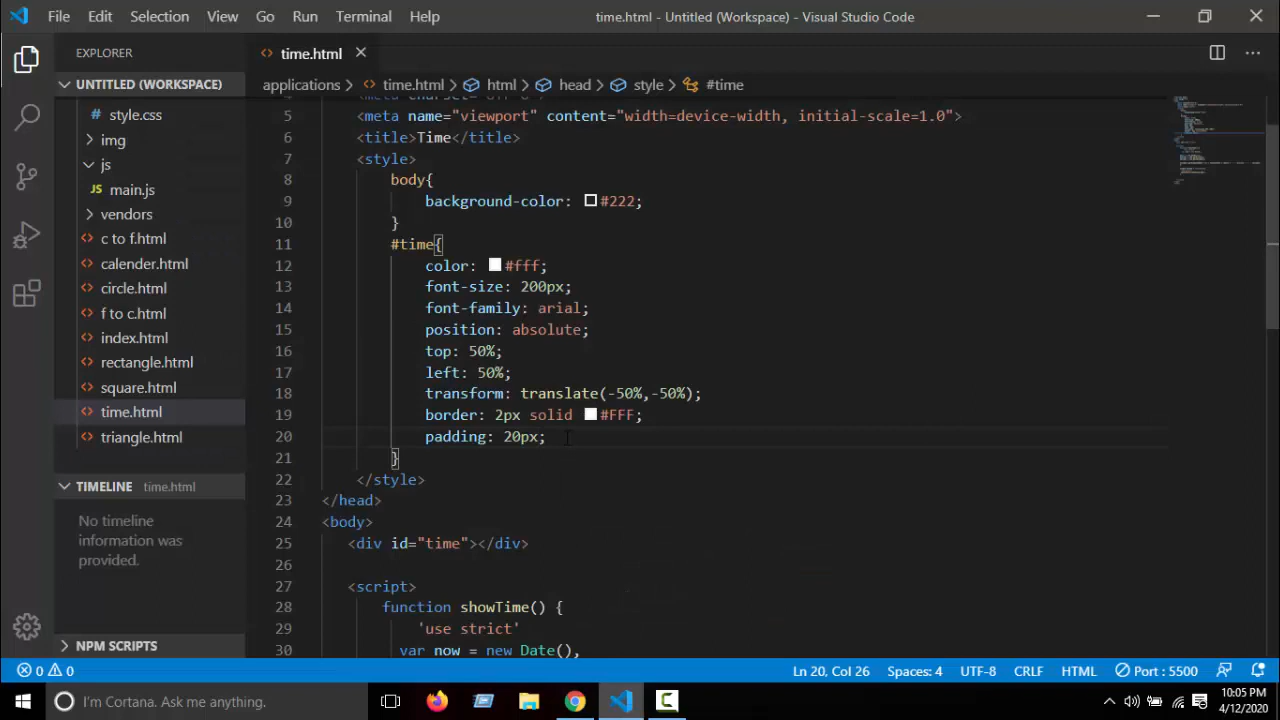 File Edit Selection View Go Run Terminal Help
time.html - Untitled (Workspace) - Visual Studio Code
EXPLORER
UNTITLED (WORKSPACE)
# style.css
img
js
JS main.js
vendors
c to f.html
calender.html
circle.html
f to c.html
index.html
rectangle.html
square.html
time.html
triangle.html
TIMELINE time.html
No timeline
information was
provided.
NPM SCRIPTS
time.html
applications > time.html > html > head > style > #time
5 <meta name="viewport" content="width=device-width, initial-scale=1.0">
6 <title>Time</title>
7 <style>
8 body{
9 background-color: #222;
10 }
11 #time{
12 color: #fff;
13 font-size: 200px;
14 font-family: arial;
15 position: absolute;
16 top: 50%;
17 left: 50%;
18 transform: translate(-50%,-50%);
19 border: 2px solid #FFF;
20 padding: 20px;
21 }
22 </style>
23 </head>
24 <body>
25 <div id="time"></div>
26
27 <script>
28 function showTime() {
29 'use strict'
30 var now = new Date(),
0 0
Ln 20, Col 26 Spaces: 4 UTF-8 CRLF HTML Port : 5500
I'm Cortana. Ask me anything.
10:05 PM
4/12/2020